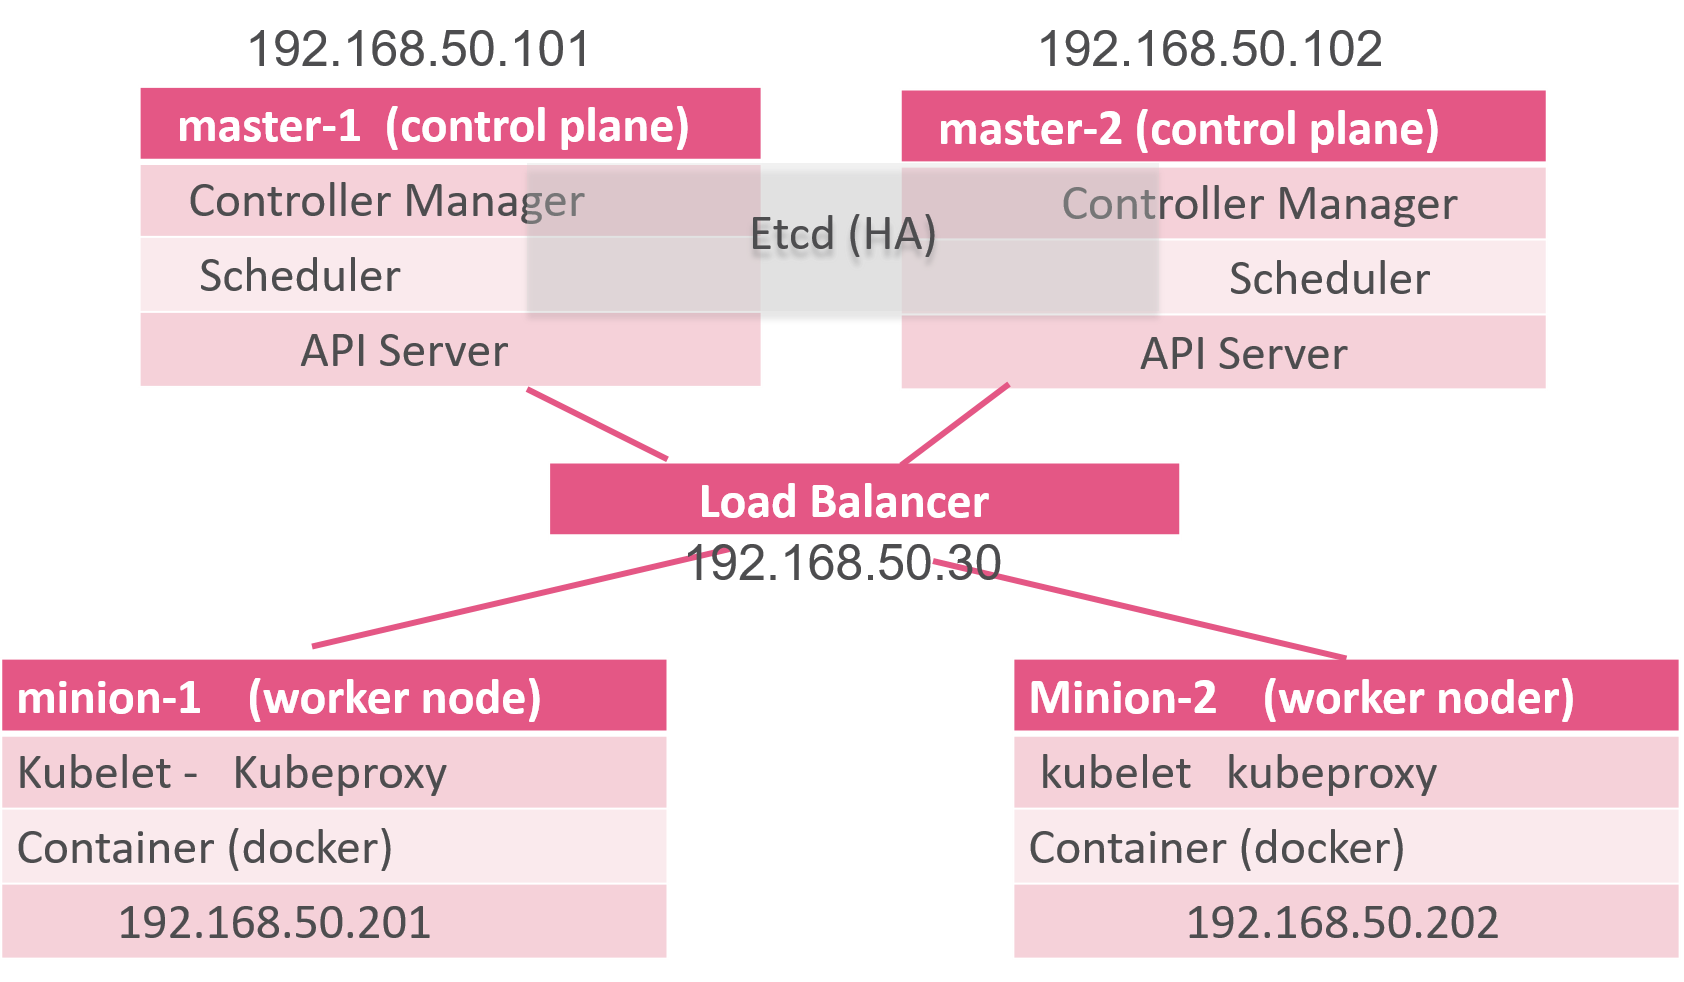 192.168.50.101
192.168.50.102
master-1 (control plane)
master-2 (control plane)
Controller Manager
Controller Manager
Etcd (HA)
Scheduler
Scheduler
API Server
API Server
Load Balancer
192.168.50.30
minion-1 (worker node)
Minion-2 (worker noder)
Kubelet - Kubeproxy
kubelet kubeproxy
Container (docker)
Container (docker)
192.168.50.201
192.168.50.202